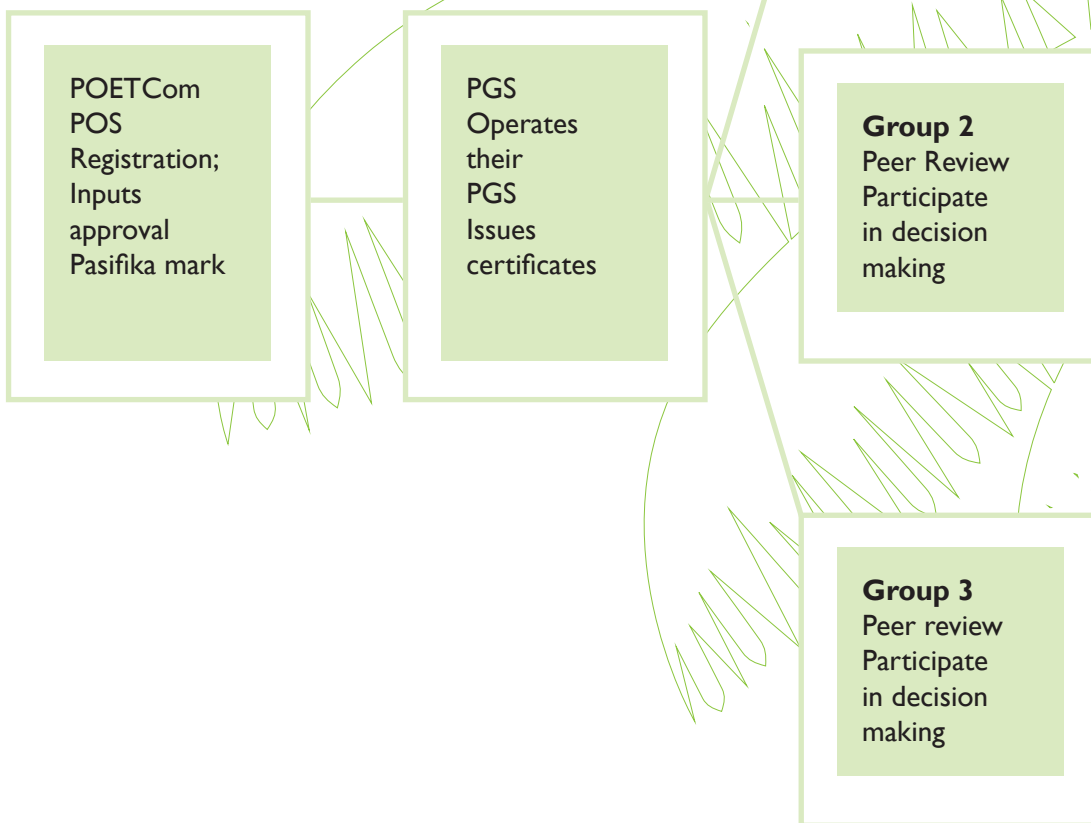 POETCom
POS
Registration;
Inputs
approval
Pasifika mark
PGS
Operates
their
PGS
Issues
certificates
Group 2
Peer Review
Participate
in decision
making
Group 3
Peer review
Participate
in decision
making